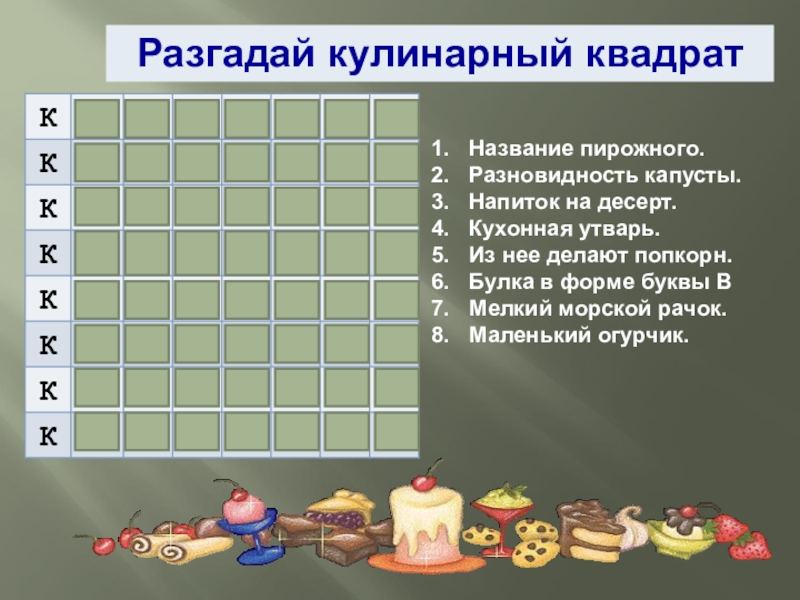 Разгадай кулинарный квадрат
К
К
К
К
К
К
К
К
1. Название пирожного.
2. Разновидность капусты.
3. Напиток на десерт.
4. Кухонная утварь.
5. Из нее делают попкорн.
6. Булка в форме буквы В
7. Мелкий морской рачок.
8. Маленький огурчик.